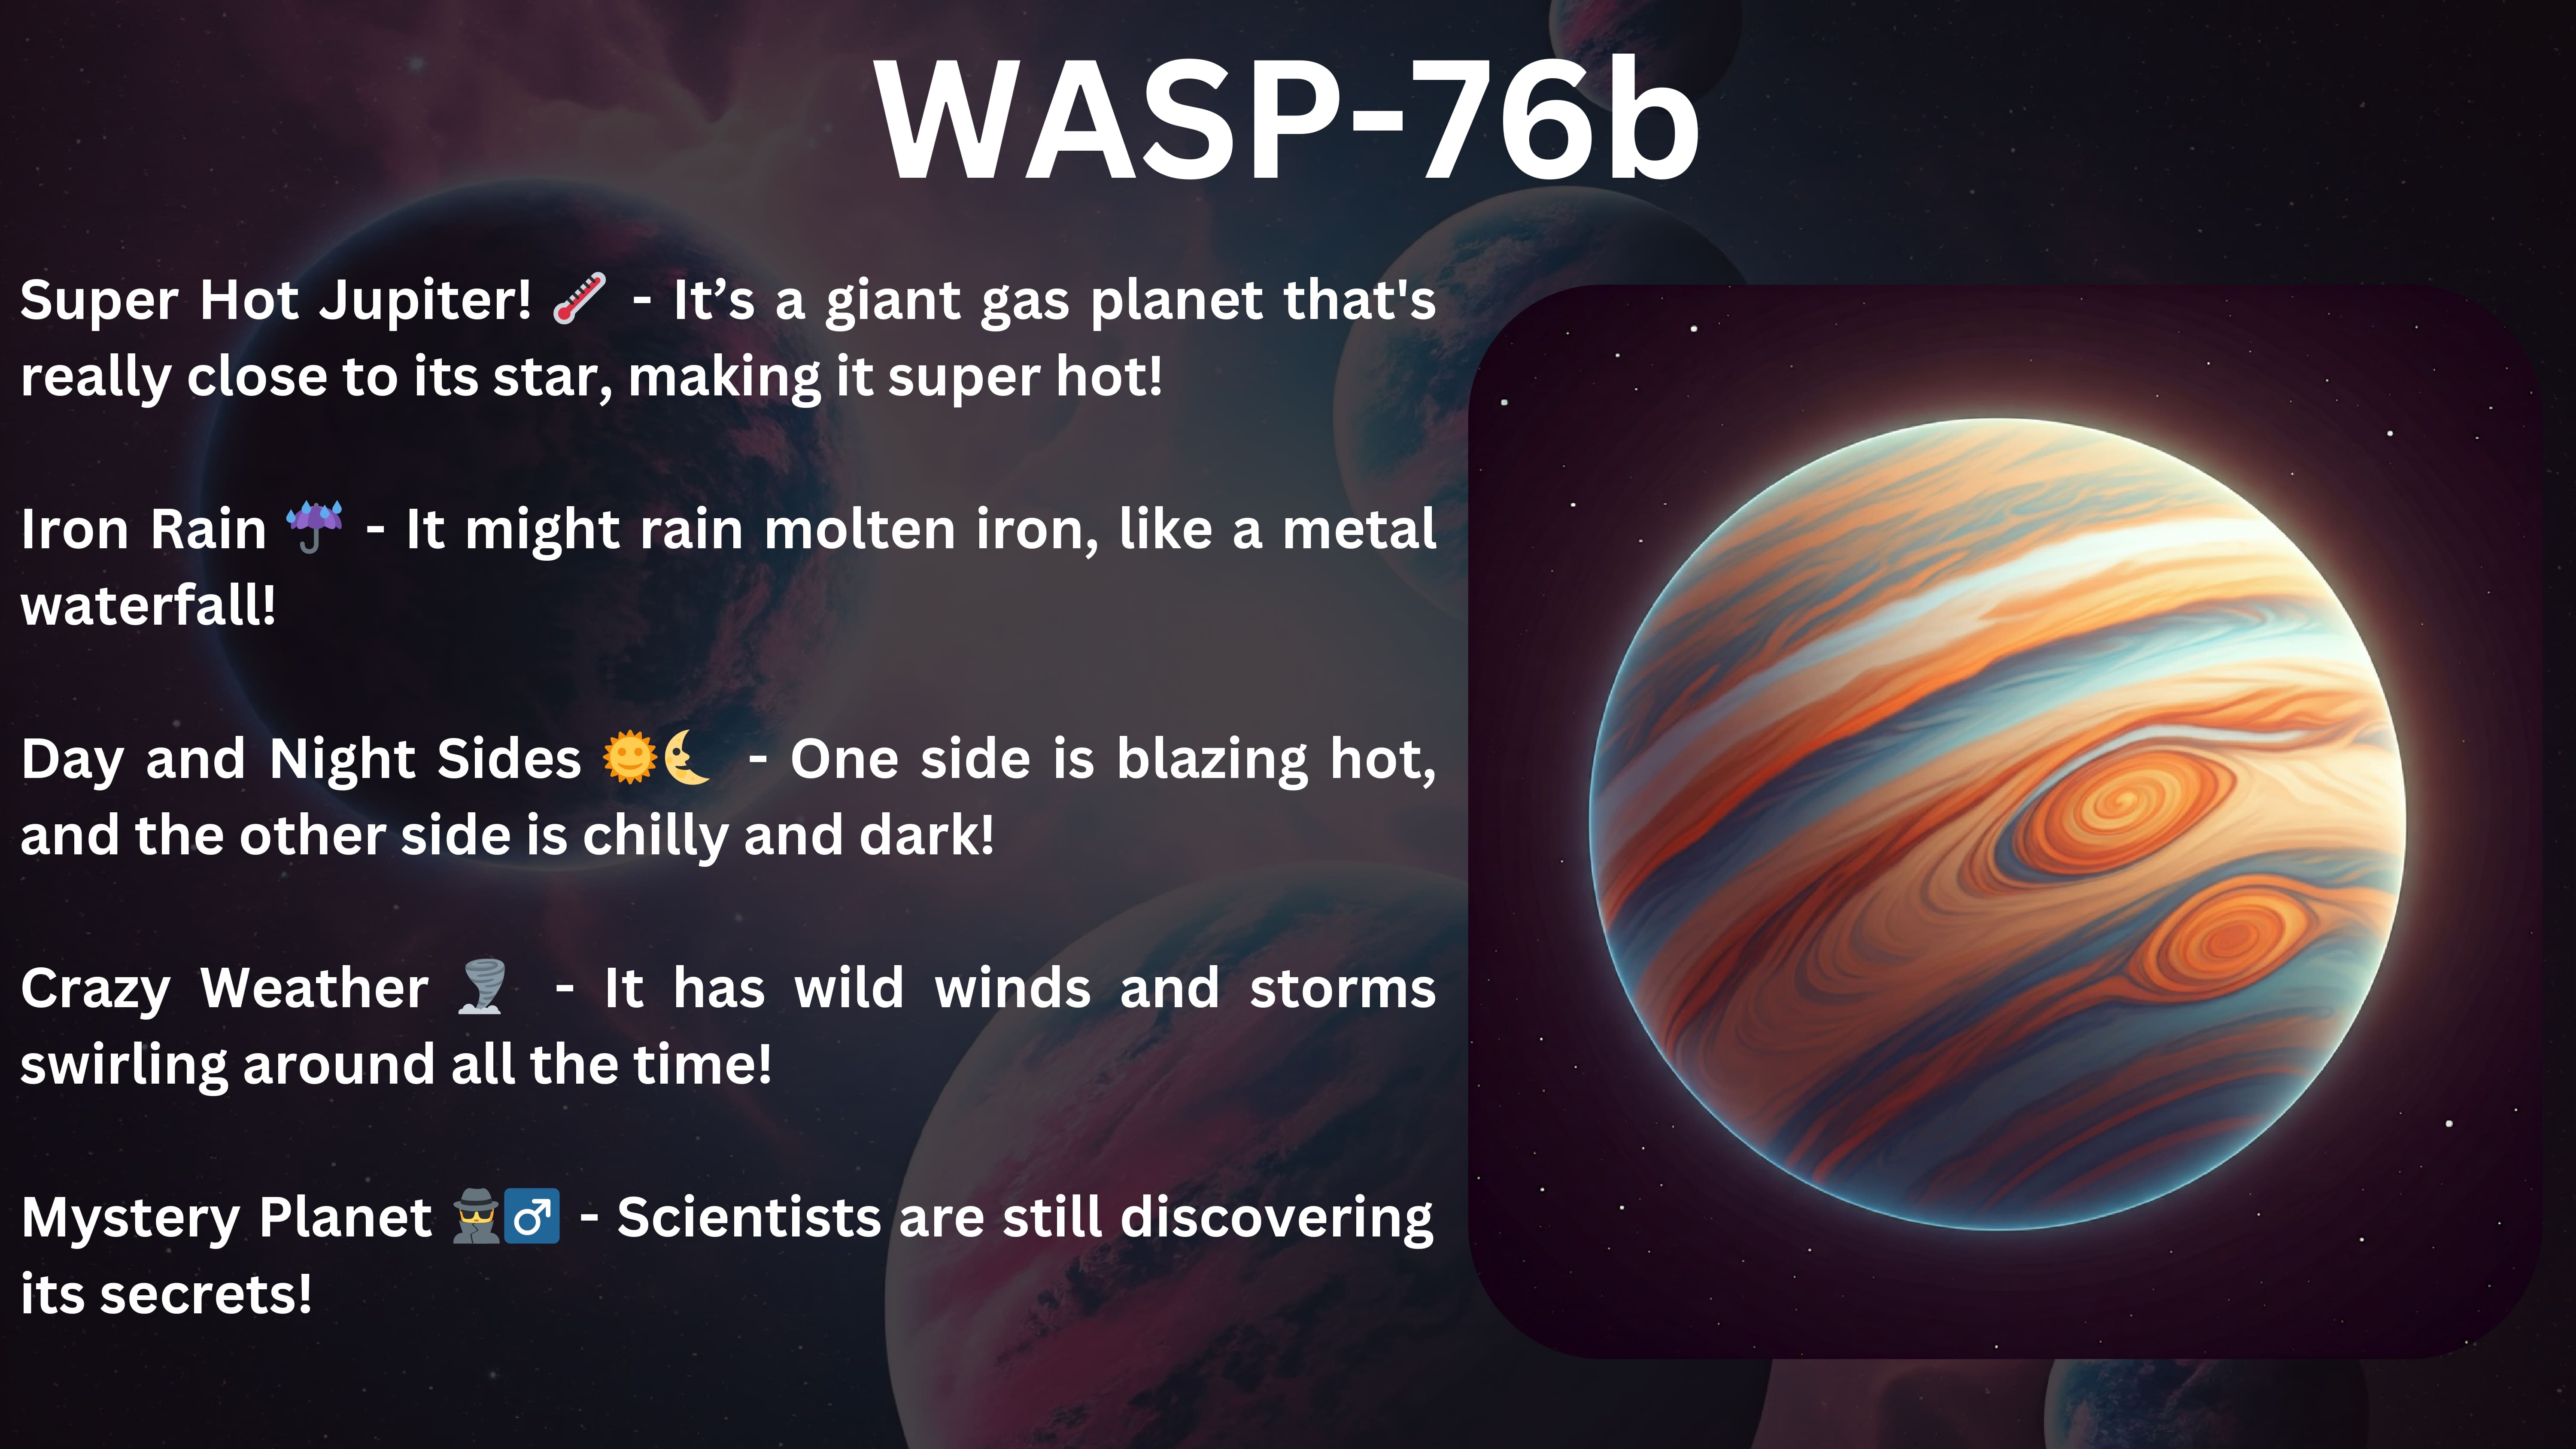 WASP-76b
Super Hot Jupiter! 🌡️ - It’s a giant gas planet that's
really close to its star, making it super hot!
Iron Rain ☔ - It might rain molten iron, like a metal
waterfall!
Day and Night Sides 🌞🌜 - One side is blazing hot,
and the other side is chilly and dark!
Crazy Weather 🌪️ - It has wild winds and storms
swirling around all the time!
Mystery Planet 🕵️♂️ - Scientists are still discovering
its secrets!